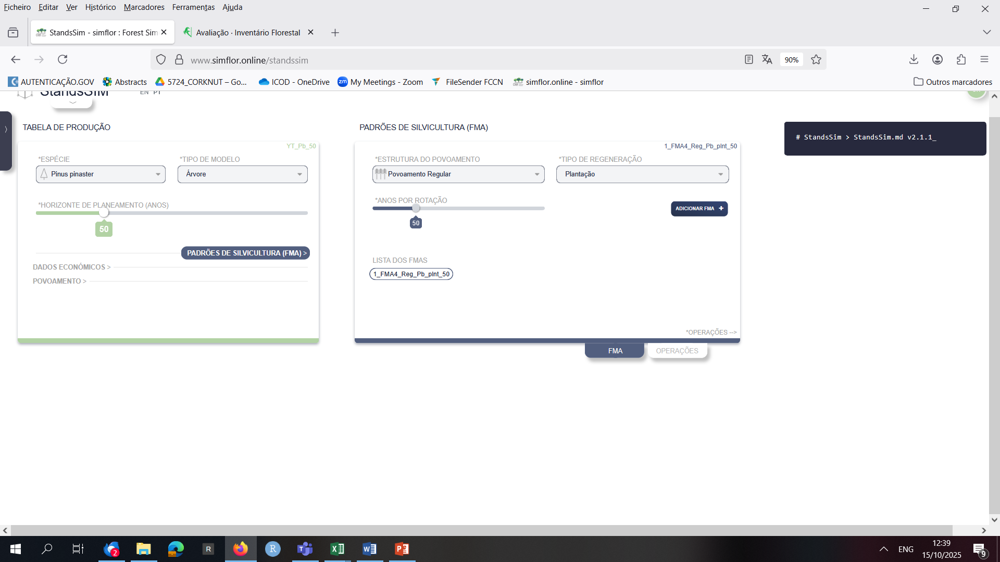 Ficheiro Editar Ver Histórico Marcadores Ferramentas Ajuda
StandsSim - simflor : Forest Sim
Avaliação · Inventário Florestal
www.simflor.online/standssim
90%
AUTENTICAÇÃO.GOV
Abstracts
5724_CORKNUT – Go...
ICOD - OneDrive
zm
My Meetings - Zoom
FileSender FCCN
simflor.online - simflor
Outros marcadores
StandsSIM
EN PT
TABELA DE PRODUÇÃO
YT_Pb_50
*ESPÉCIE
*TIPO DE MODELO
Pinus pinaster
Árvore
*HORIZONTE DE PLANEAMENTO (ANOS)
50
PADRÕES DE SILVICULTURA (FMA) >
DADOS ECONÓMICOS >
POVOAMENTO >
PADRÕES DE SILVICULTURA (FMA)
1_FMA4_Reg_Pb_plnt_50
*ESTRUTURA DO POVOAMENTO
*TIPO DE REGENERAÇÃO
Povoamento Regular
Plantação
*ANOS POR ROTAÇÃO
50
ADICIONAR FMA +
LISTA DOS FMAS
1_FMA4_Reg_Pb_plnt_50
*OPERAÇÕES -->
FMA
OPERAÇÕES
# StandsSim > StandsSim.md v2.1.1_
2
R
R
ENG
12:39
15/10/2025
9